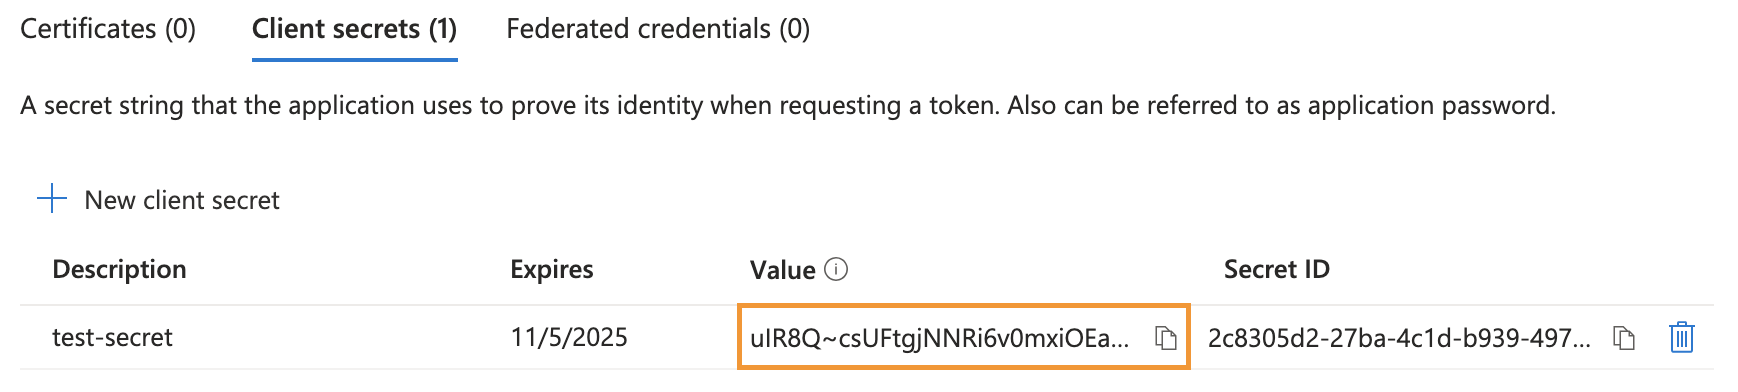 Certificates (0) Client secrets (1) Federated credentials (0)
A secret string that the application uses to prove its identity when requesting a token. Also can be referred to as application password.
New client secret
Description Expires Value Secret ID
test-secret 11/5/2025 uIR8Q~csUFtgjNNRi6v0mxiOEa... 2c8305d2-27ba-4c1d-b939-497...